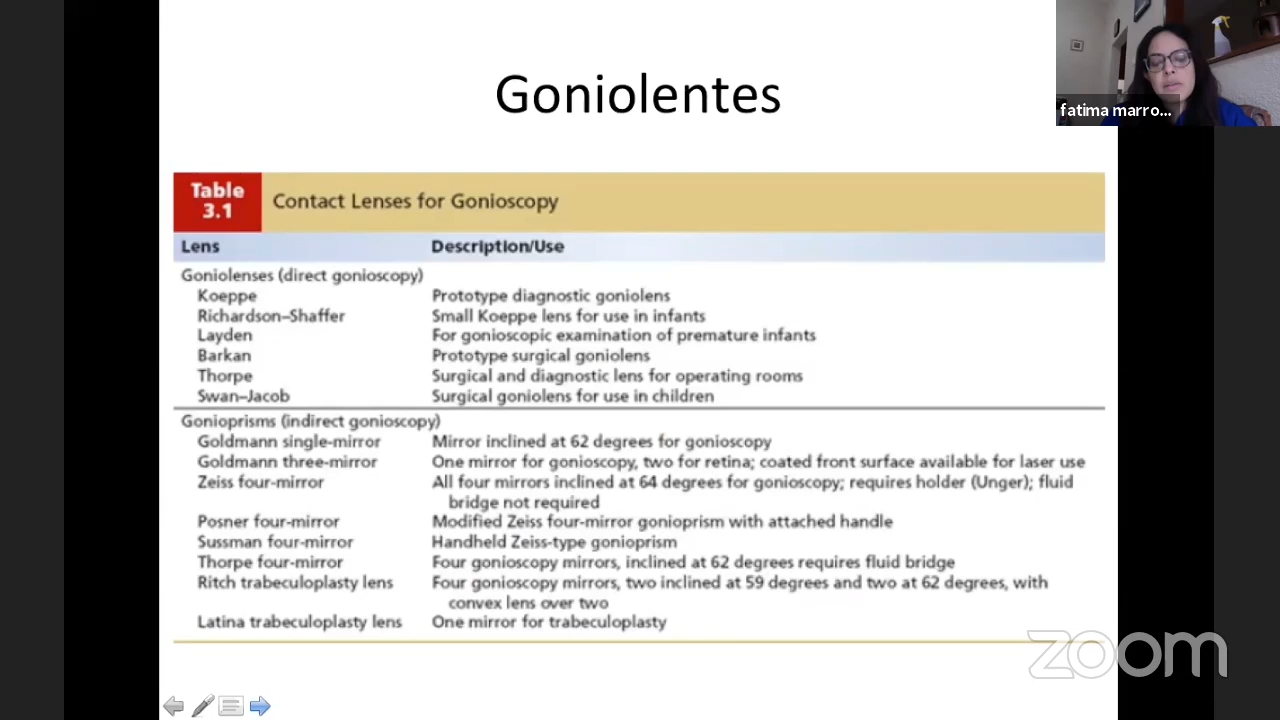 Goniolentes
fatima marro...
Table
3.1
Contact Lenses for Gonioscopy
Lens Description/Use
Goniolenses (direct gonioscopy)
Koeppe Prototype diagnostic goniolens
Richardson–Shaffer Small Koeppe lens for use in infants
Layden For gonioscopic examination of premature infants
Barkan Prototype surgical goniolens
Thorpe Surgical and diagnostic lens for operating rooms
Swan–Jacob Surgical goniolens for use in children
Gonioprisms (indirect gonioscopy)
Goldmann single-mirror Mirror inclined at 62 degrees for gonioscopy
Goldmann three-mirror One mirror for gonioscopy, two for retina; coated front surface available for laser use
Zeiss four-mirror All four mirrors inclined at 64 degrees for gonioscopy; requires holder (Unger); fluid
bridge not required
Posner four-mirror Modified Zeiss four-mirror gonioprism with attached handle
Sussman four-mirror Handheld Zeiss-type gonioprism
Thorpe four-mirror Four gonioscopy mirrors, inclined at 62 degrees requires fluid bridge
Ritch trabeculoplasty lens Four gonioscopy mirrors, two inclined at 59 degrees and two at 62 degrees, with
convex lens over two
Latina trabeculoplasty lens One mirror for trabeculoplasty
zoom